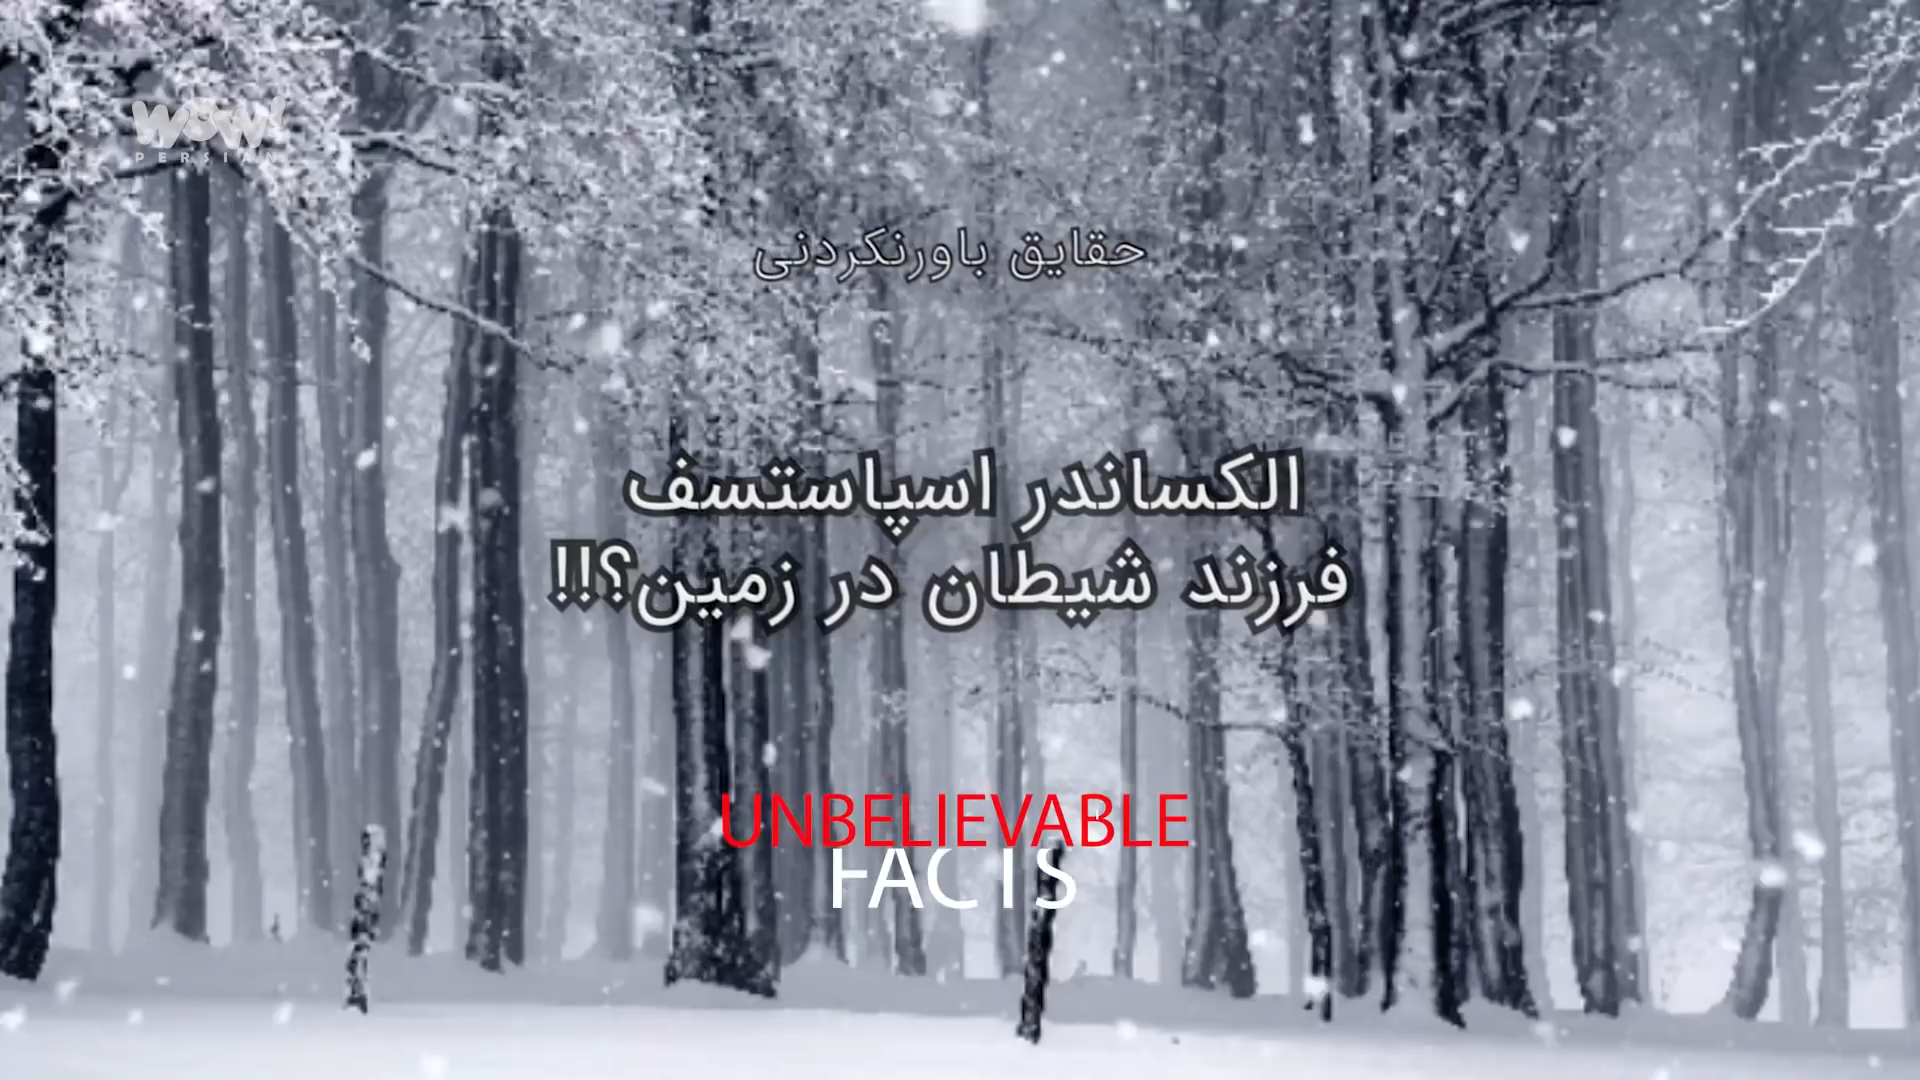 WOW!
PERSIAN
حقایق باورنکردنی
الکساندر اسپاستسف
فرزند شیطان در زمین؟!!
UNBELIEVABLE
FACTS